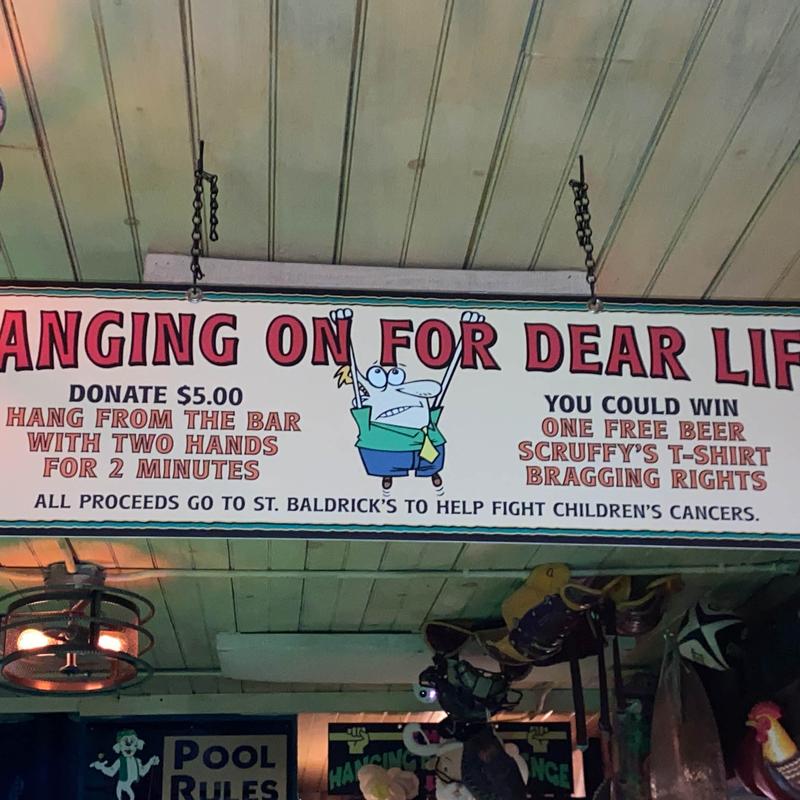 ANGING ON FOR DEAR LIF
DONATE $5.00
HANG FROM THE BAR
WITH TWO HANDS
FOR 2 MINUTES
YOU COULD WIN
ONE FREE BEER
SCRUFFY'S T-SHIRT
BRAGGING RIGHTS
ALL PROCEEDS GO TO ST. BALDRICK'S TO HELP FIGHT CHILDREN'S CANCERS.
POOL
RULES
HANGING